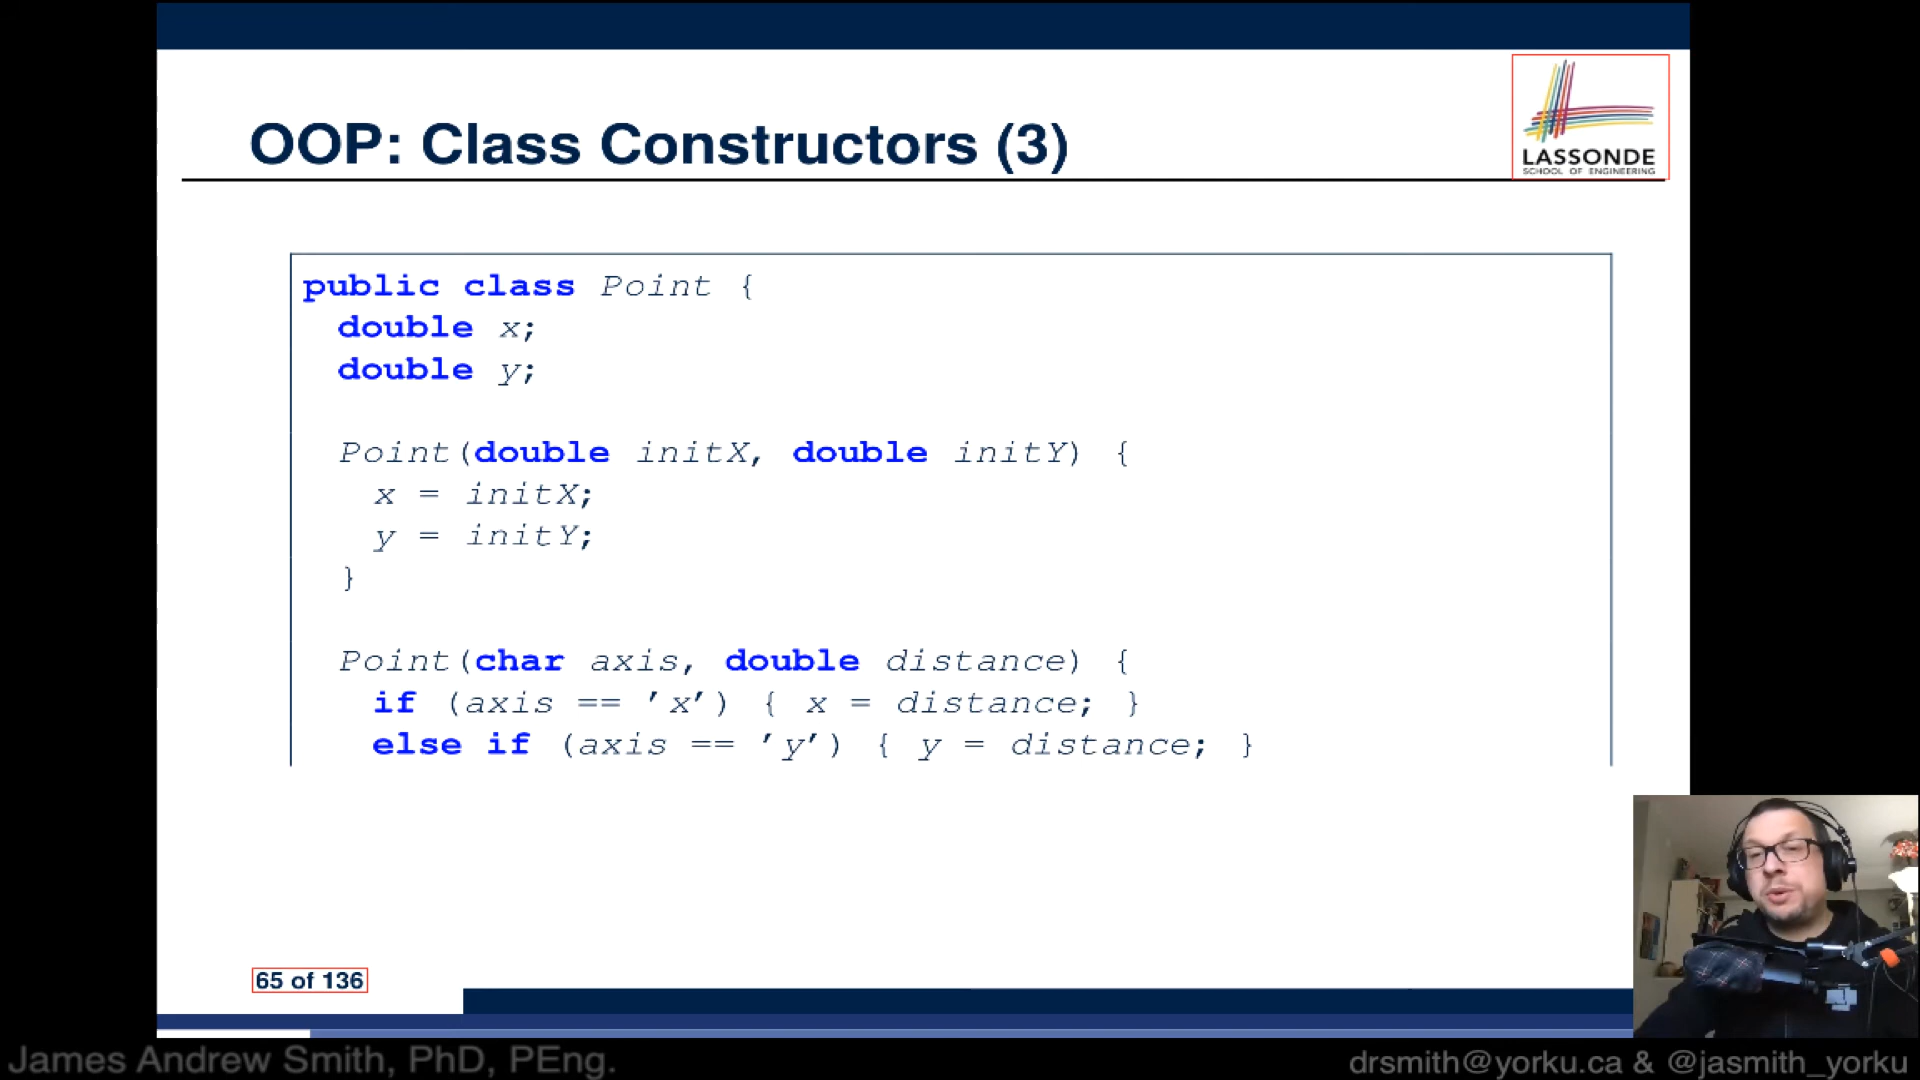 OOP: Class Constructors (3)
LASSONDE
SCHOOL OF ENGINEERING
public class Point {
double x;
double y;
Point(double initX, double initY) {
x = initX;
y = initY;
}
Point(char axis, double distance) {
if (axis == 'x') { x = distance; }
else if (axis == 'y') { y = distance; }
65 of 136
James Andrew Smith, PhD, PEng.
drsmith@yorku.ca & @jasmith_yorku